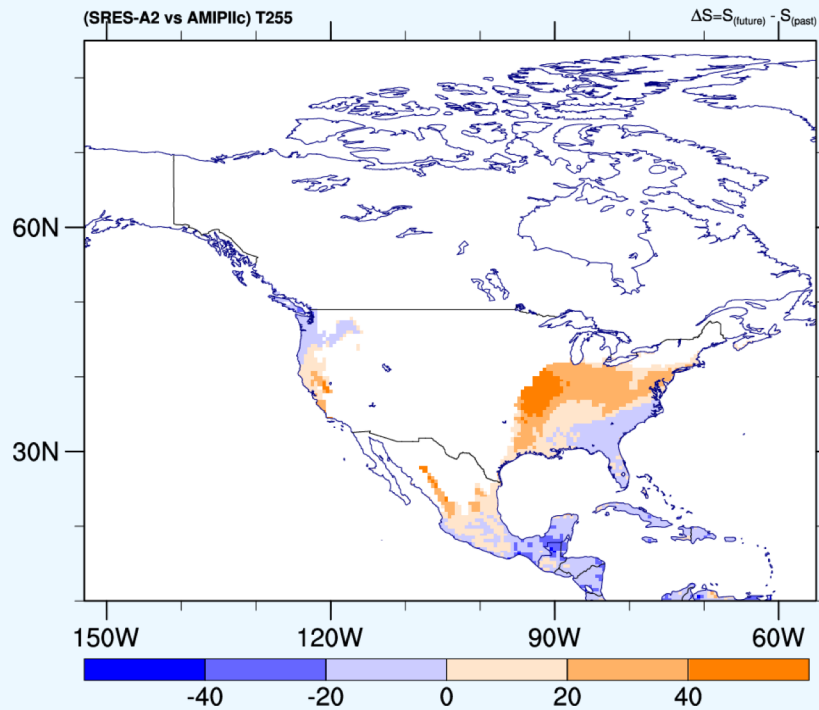 (SRES-A2 vs AMIPIIc) T255
ΔS=S(future) - S(past)
60N
30N
150W 120W 90W 60W
-40 -20 0 20 40